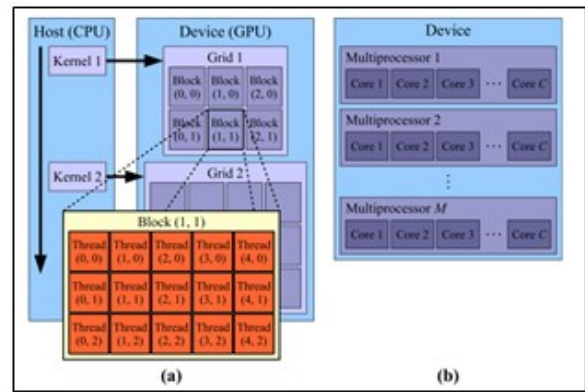 Host (CPU)
Device (GPU)
Kernel 1
Grid 1
Block
(0, 0)
Block
(1, 0)
Block
(2, 0)
Block
(0, 1)
Block
(1, 1)
Block
(2, 1)
Kernel 2
Grid 2
Block (1, 1)
Thread
(0, 0)
Thread
(1, 0)
Thread
(2, 0)
Thread
(3, 0)
Thread
(4, 0)
Thread
(0, 1)
Thread
(1, 1)
Thread
(2, 1)
Thread
(3, 1)
Thread
(4, 1)
Thread
(0, 2)
Thread
(1, 2)
Thread
(2, 2)
Thread
(3, 2)
Thread
(4, 2)
(a)
Device
Multiprocessor 1
Core 1 Core 2 Core 3 ··· Core C
Multiprocessor 2
Core 1 Core 2 Core 3 ··· Core C
Multiprocessor M
Core 1 Core 2 Core 3 ··· Core C
(b)